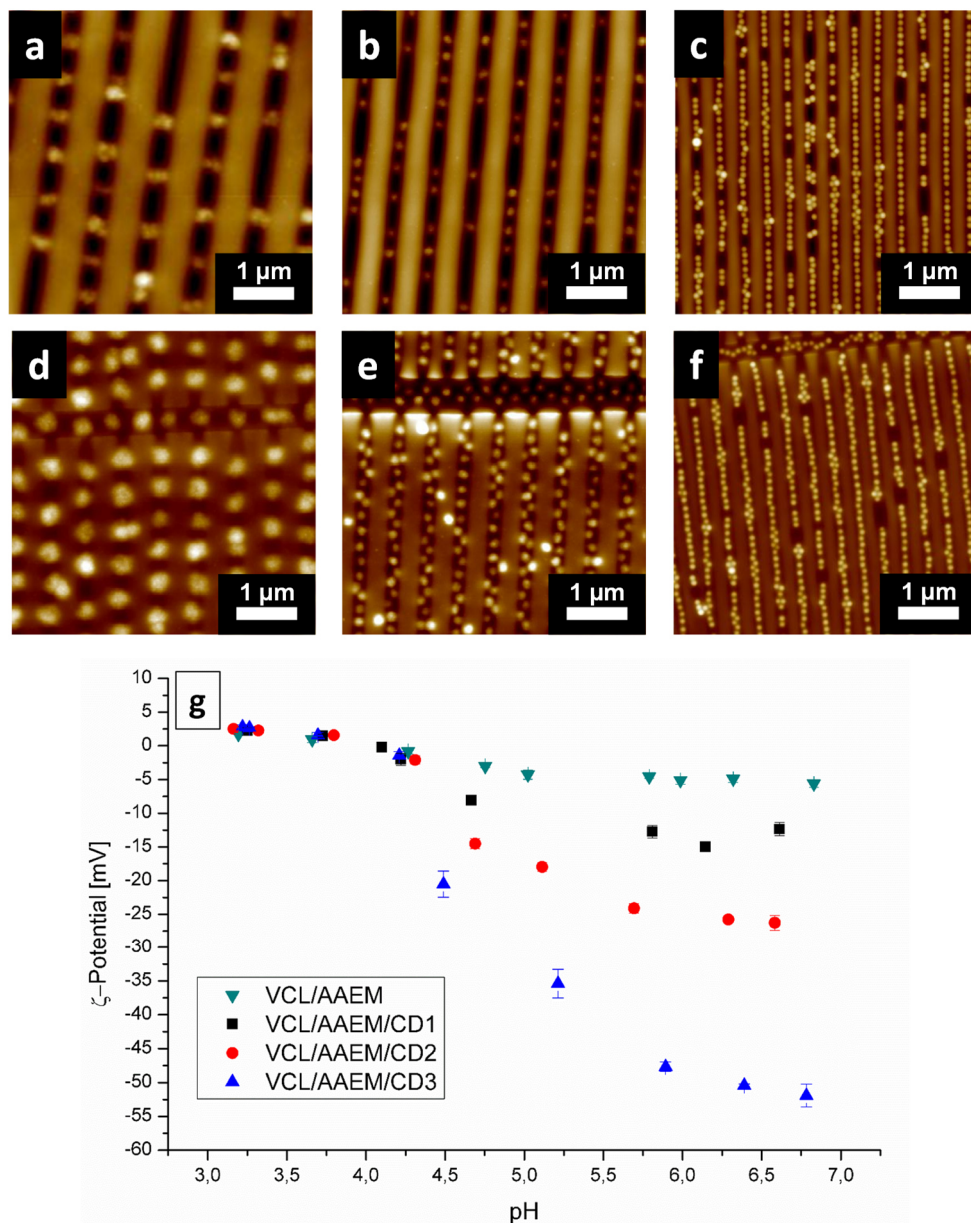 a
b
c
1 µm
1 µm
1 µm
d
e
f
1 µm
1 µm
1 µm
g
10
5
0
-5
-10
-15
-20
-25
-30
-35
-40
-45
-50
-55
-60
ζ–Potential [mV]
VCL/AAEM
VCL/AAEM/CD1
VCL/AAEM/CD2
VCL/AAEM/CD3
3,0 3,5 4,0 4,5 5,0 5,5 6,0 6,5 7,0
pH